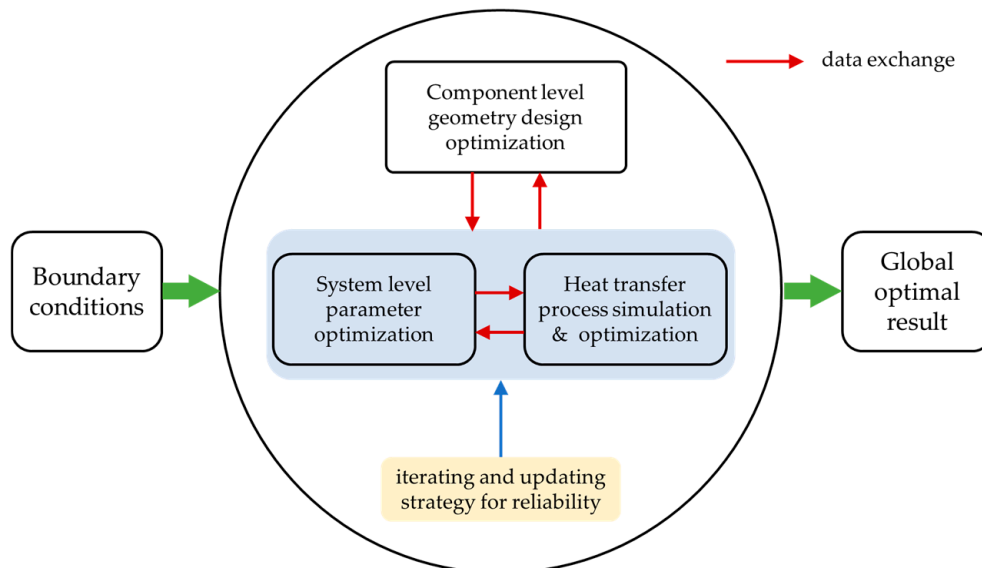 data exchange
Component level
geometry design
optimization
Boundary
conditions
System level
parameter
optimization
Heat transfer
process simulation
& optimization
Global
optimal
result
iterating and updating
strategy for reliability